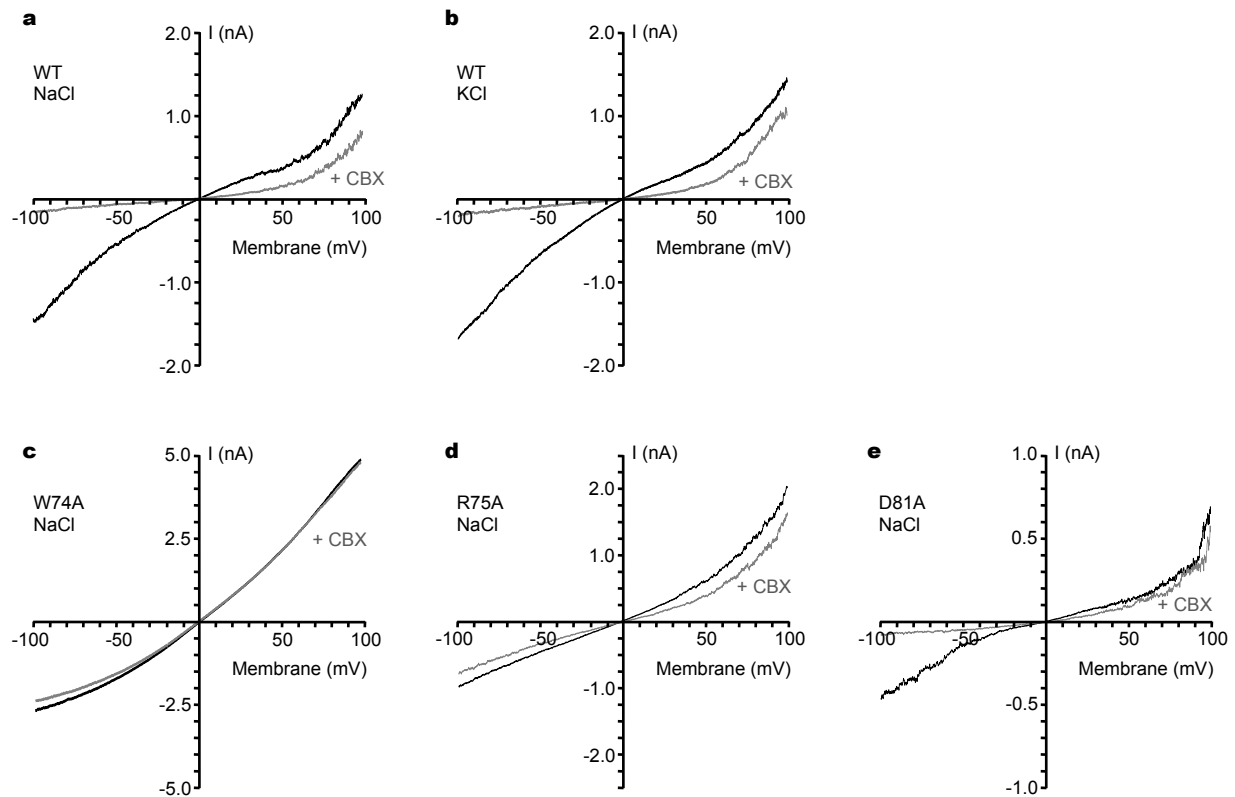 a
2.0
I (nA)
WT
NaCl
1.0
+ CBX
-100
-50
50
100
Membrane (mV)
-1.0
-2.0
b
2.0
I (nA)
WT
KCl
1.0
+ CBX
-100
-50
50
100
Membrane (mV)
-1.0
-2.0
c
5.0
I (nA)
W74A
NaCl
2.5
+ CBX
-100
-50
50
100
Membrane (mV)
-2.5
-5.0
d
I (nA)
2.0
R75A
NaCl
1.0
+ CBX
-100
-50
50
100
Membrane (mV)
-1.0
-2.0
e
1.0
I (nA)
D81A
NaCl
0.5
+ CBX
-100
-50
50
100
Membrane (mV)
-0.5
-1.0